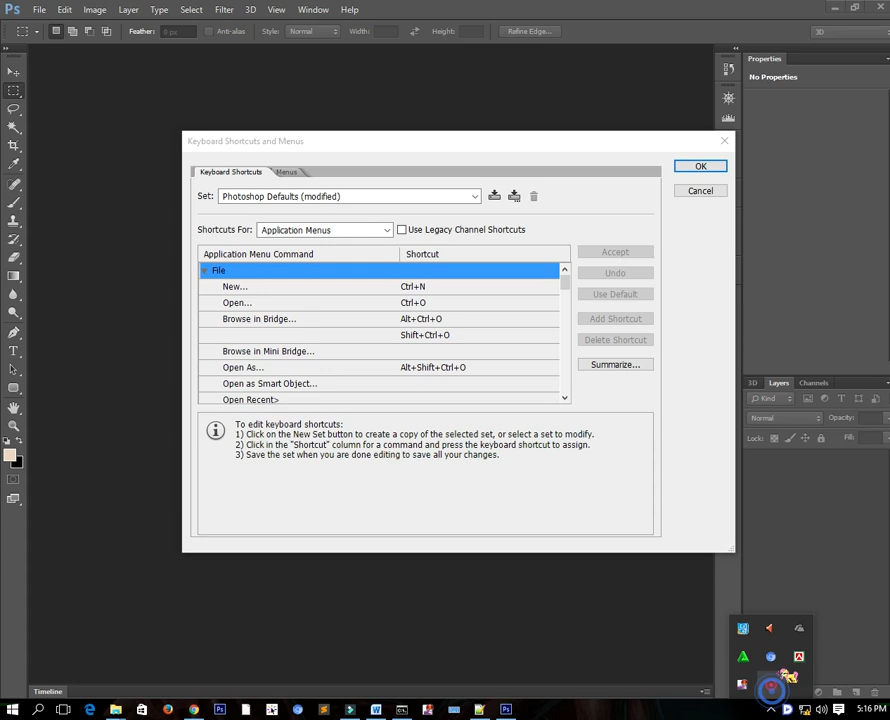 Ps File Edit Image Layer Type Select Filter 3D View Window Help
Feather: 0 px Anti-alias Style: Normal Width: Height: Refine Edge... 3D
Properties
No Properties
Keyboard Shortcuts and Menus
Keyboard Shortcuts Menus
OK
Set: Photoshop Defaults (modified)
Cancel
Shortcuts For: Application Menus Use Legacy Channel Shortcuts
Application Menu Command Shortcut
Accept
File
Undo
New... Ctrl+N
Use Default
Open... Ctrl+O
Browse in Bridge... Alt+Ctrl+O
Add Shortcut
Shift+Ctrl+O
Delete Shortcut
Browse in Mini Bridge...
Open As... Alt+Shift+Ctrl+O
Summarize...
Open as Smart Object...
Open Recent>
To edit keyboard shortcuts:
1) Click on the New Set button to create a copy of the selected set, or select a set to modify.
2) Click in the "Shortcut" column for a command and press the keyboard shortcut to assign.
3) Save the set when you are done editing to save all your changes.
3D Layers Channels
Kind
Normal Opacity:
Lock: Fill:
Timeline
5:16 PM